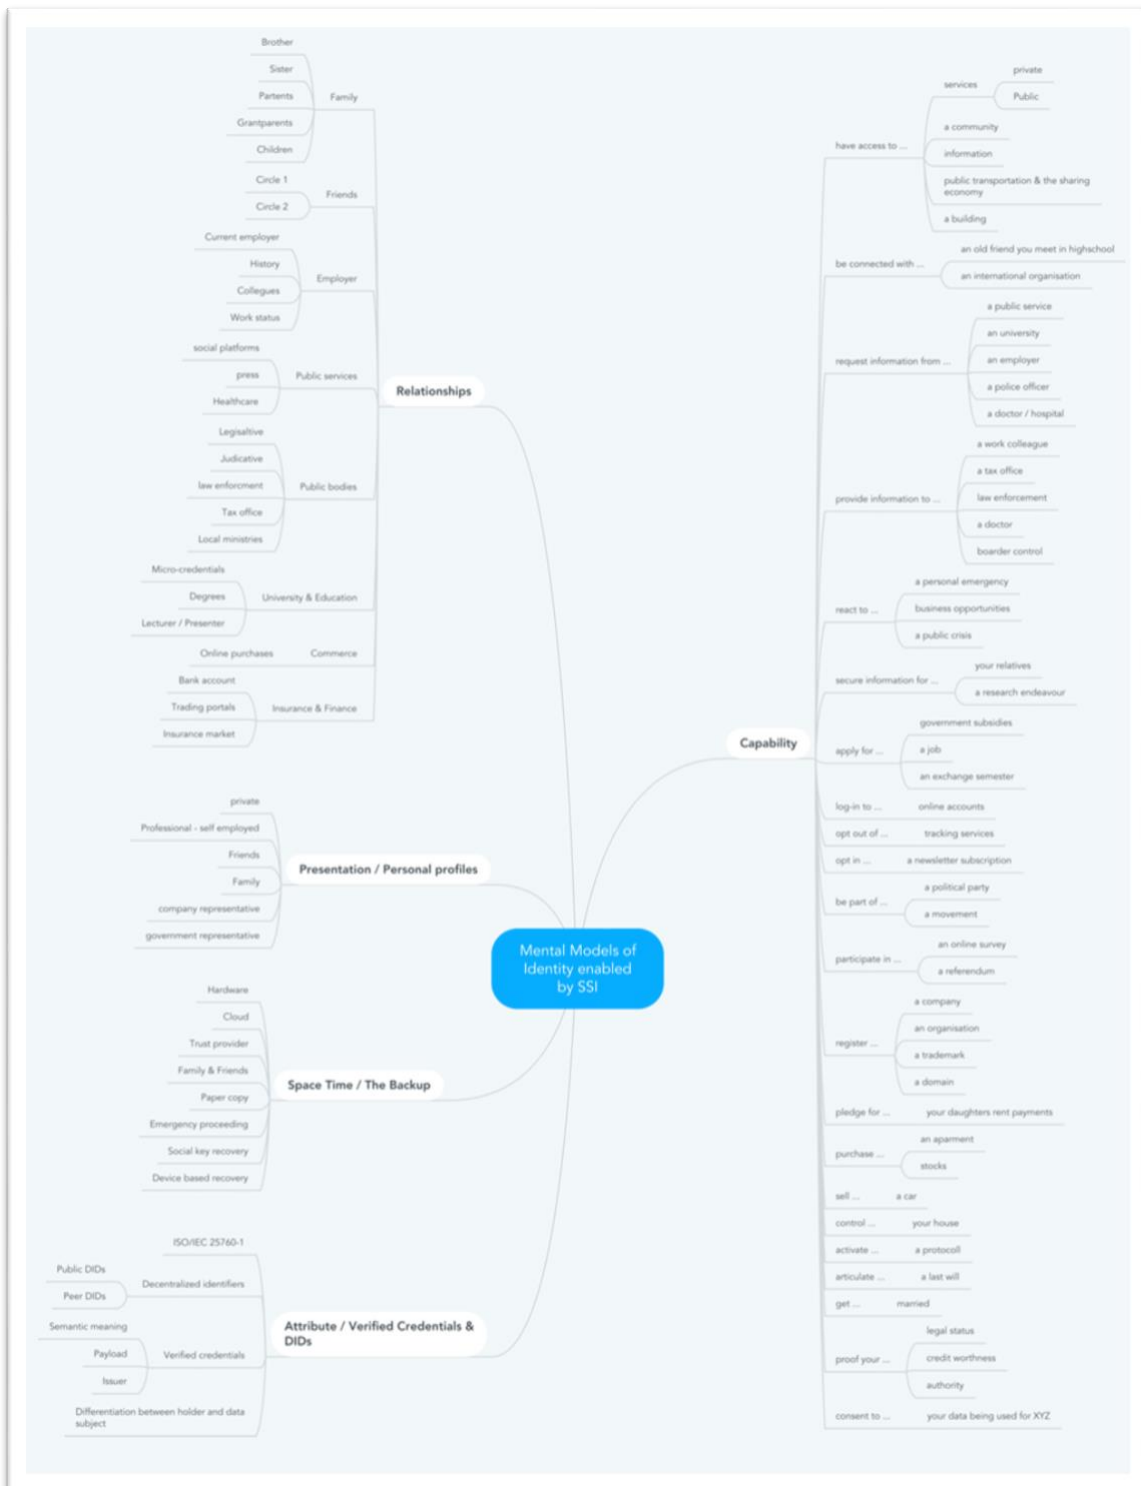 Mental Models of
Identity enabled
by SSI
Relationships
Family
Brother
Sister
Partents
Grantparents
Children
Friends
Circle 1
Circle 2
Employer
Current employer
History
Collegues
Work status
Public services
social platforms
press
Healthcare
Public bodies
Legisaltive
Judicative
law enforcment
Tax office
Local ministries
University & Education
Micro-credentials
Degrees
Lecturer / Presenter
Commerce
Online purchases
Insurance & Finance
Bank account
Trading portals
Insurance market
Presentation / Personal profiles
private
Professional - self employed
Friends
Family
company representative
government representative
Space Time / The Backup
Hardware
Cloud
Trust provider
Family & Friends
Paper copy
Emergency proceeding
Social key recovery
Device based recovery
Attribute / Verified Credentials &
DIDs
ISO/IEC 25760-1
Decentralized identifiers
Public DIDs
Peer DIDs
Verified credentials
Semantic meaning
Payload
Issuer
Differentiation between holder and data
subject
Capability
have access to ...
services
private
Public
a community
information
public transportation & the sharing
economy
a building
be connected with ...
an old friend you meet in highschool
an international organisation
request information from ...
a public service
an university
an employer
a police officer
a doctor / hospital
provide information to ...
a work colleague
a tax office
law enforcement
a doctor
boarder control
react to ...
a personal emergency
business opportunities
a public crisis
secure information for ...
your relatives
a research endeavour
apply for ...
government subsidies
a job
an exchange semester
log-in to ...
online accounts
opt out of ...
tracking services
opt in ...
a newsletter subscription
be part of ...
a political party
a movement
participate in ...
an online survey
a referendum
register ...
a company
an organisation
a trademark
a domain
pledge for ...
your daughters rent payments
purchase ...
an aparment
stocks
sell ...
a car
control ...
your house
activate ...
a protocoll
articulate ...
a last will
get ...
married
proof your ...
legal status
credit worthness
authority
consent to ...
your data being used for XYZ